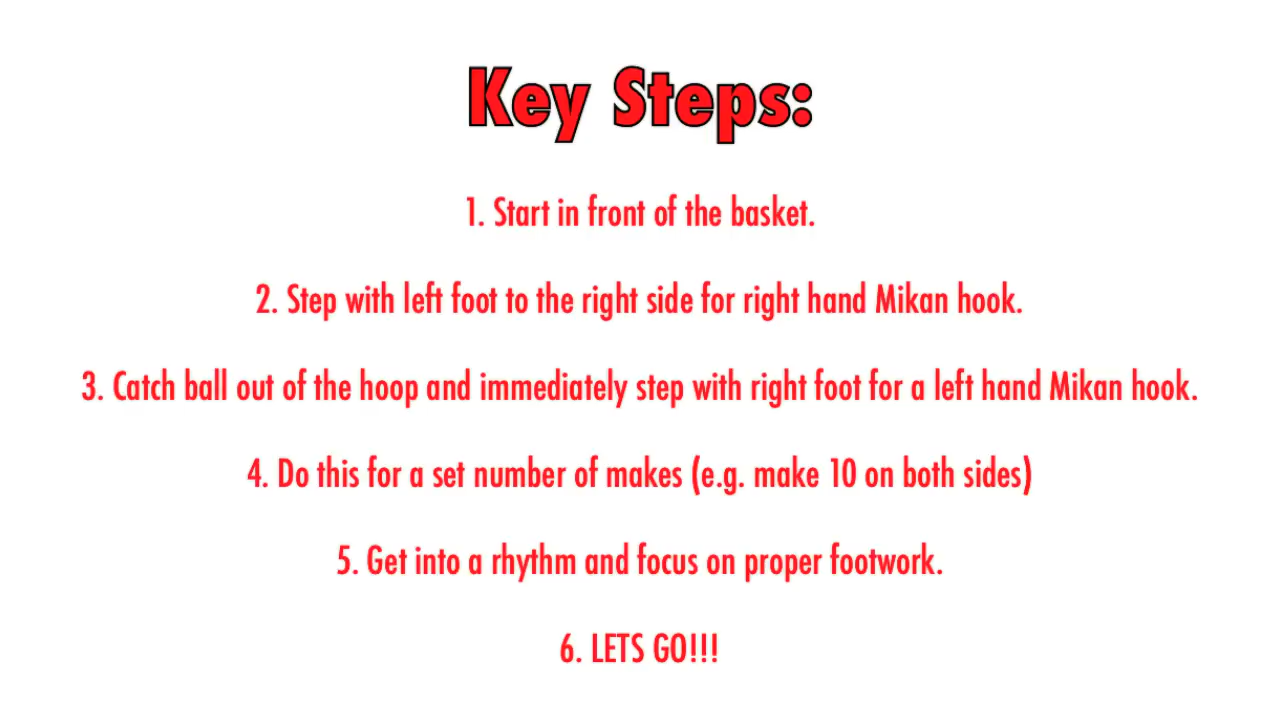 Key Steps:
1. Start in front of the basket.
2. Step with left foot to the right side for right hand Mikan hook.
3. Catch ball out of the hoop and immediately step with right foot for a left hand Mikan hook.
4. Do this for a set number of makes (e.g. make 10 on both sides)
5. Get into a rhythm and focus on proper footwork.
6. LETS GO!!!